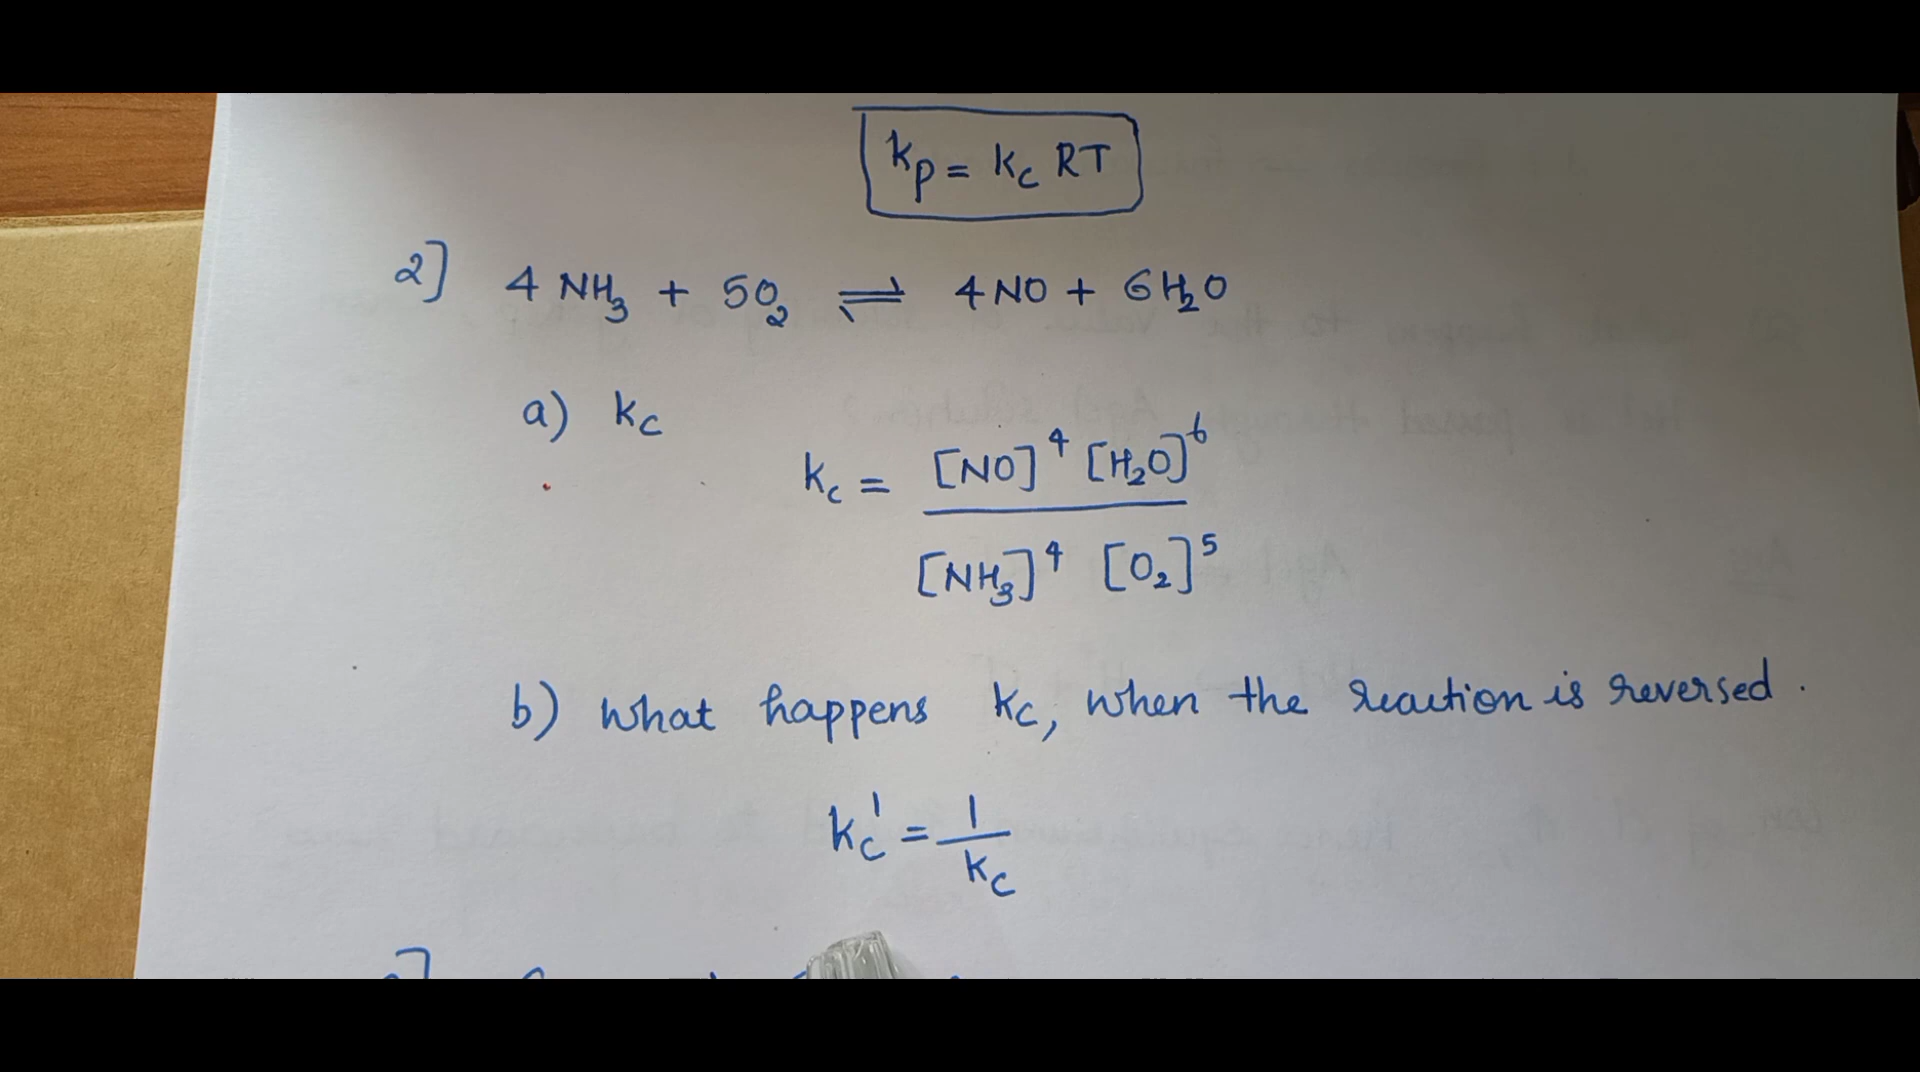 kp = kc RT
2] 4 NH₃ + 5O₂ ⇌ 4NO + 6H₂O
a) kc
kc = [NO]⁴ [H₂O]⁶
[NH₃]⁴ [O₂]⁵
b) What happens kc, when the reaction is reversed.
kc' = 1
kc